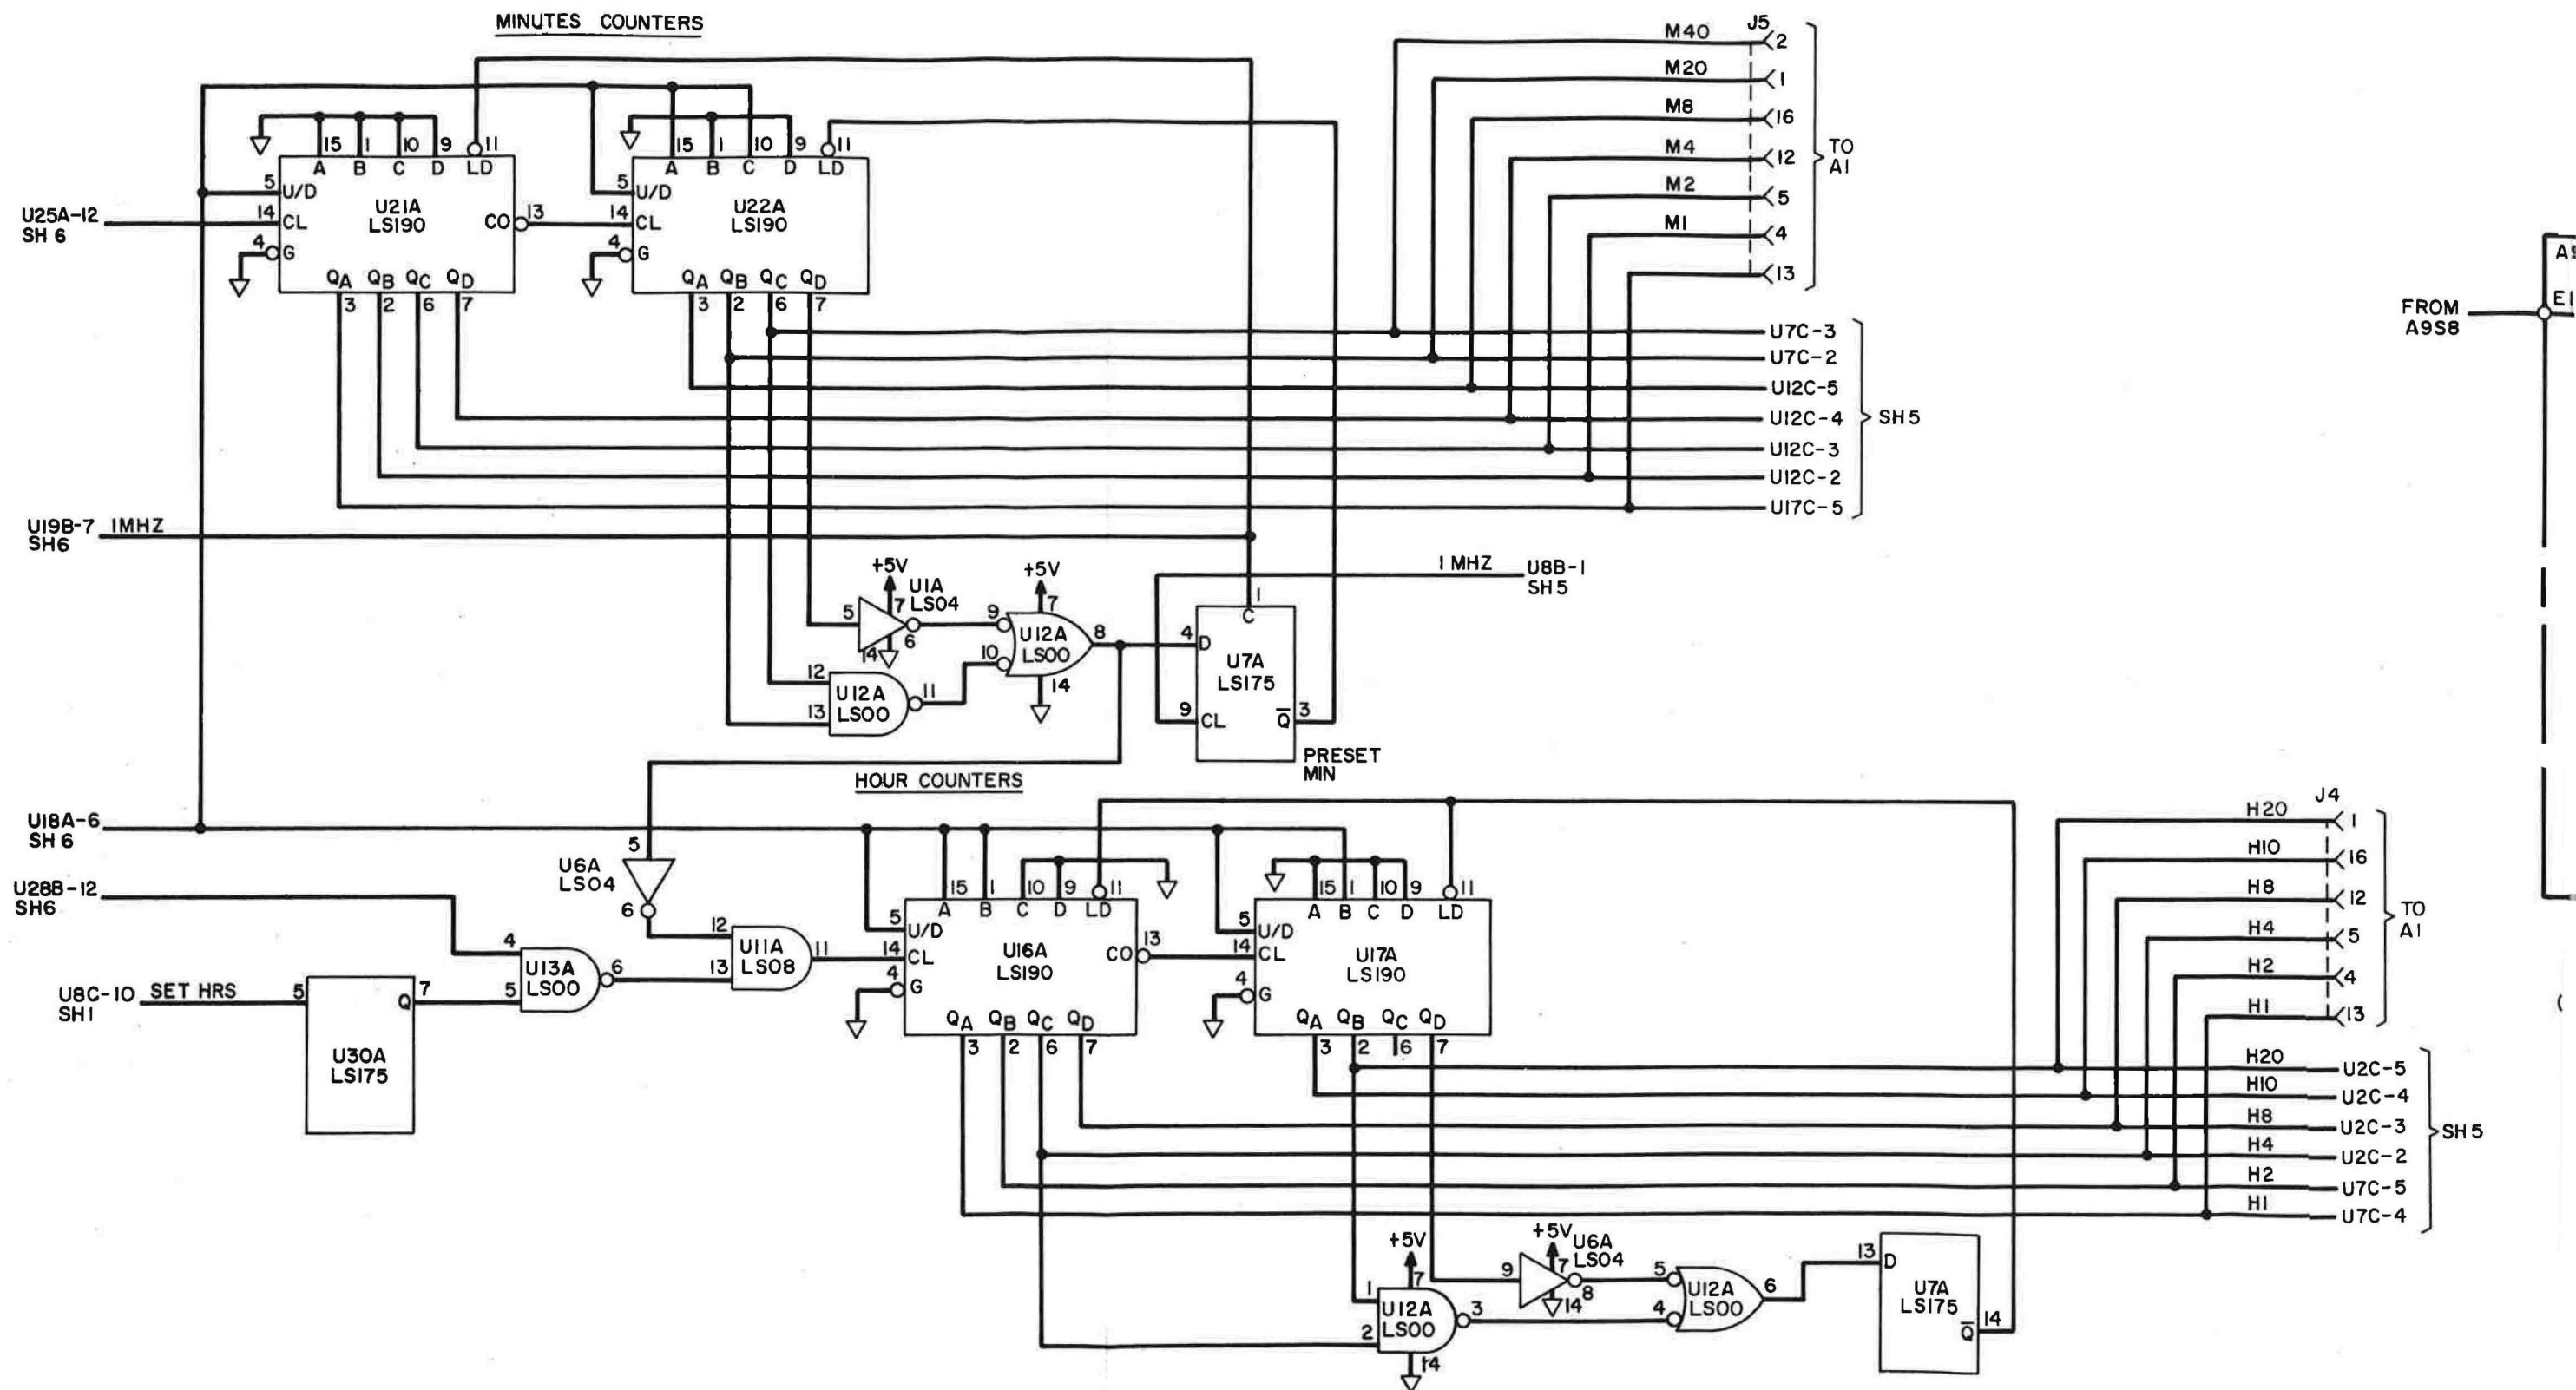 MINUTES COUNTERS
M40 J5 2
M20 1
M8 16
M4 12
M2 5
M1 4
13
TO
A1
15 1 10 9 11
A B C D LD
5 U/D
14 CL
4 G
U21A
LS190
CO 13
QA QB QC QD
3 2 6 7
15 1 10 9 11
A B C D LD
5 U/D
14 CL
4 G
U22A
LS190
QA QB QC QD
3 2 6 7
U25A-12
SH 6
FROM
A9S8
E1
U7C-3
U7C-2
U12C-5
U12C-4
U12C-3
U12C-2
U17C-5
SH 5
U19B-7 1MHZ
SH6
+5V
U1A
LS04
5 7 6 14
+5V
7
9 10
U12A
LS00
8
14
12 13
U12A
LS00
11
1 MHZ U8B-1
SH 5
1
C
4 D
U7A
LS175
9 CL
Q 3
PRESET
MIN
HOUR COUNTERS
U18A-6
SH 6
U28B-12
SH6
U8C-10 SET HRS
SH1
5
U6A
LS04
6
5 Q 7
U30A
LS175
4 5
U13A
LS00
6
12 13
U11A
LS08
11
15 1 10 9 11
A B C D LD
5 U/D
14 CL
4 G
U16A
LS190
CO 13
QA QB QC QD
3 2 6 7
15 1 10 9 11
A B C D LD
5 U/D
14 CL
4 G
U17A
LS190
QA QB QC QD
3 2 6 7
J4
H20 1
H10 16
H8 12
H4 5
H2 4
H1 13
TO
A1
H20 U2C-5
H10 U2C-4
H8 U2C-3
H4 U2C-2
H2 U7C-5
H1 U7C-4
SH 5
+5V
7
1 2
U12A
LS00
3
14
+5V
U6A
LS04
9 7 8 14
5 4
U12A
LS00
6
13 D
U7A
LS175
Q 14